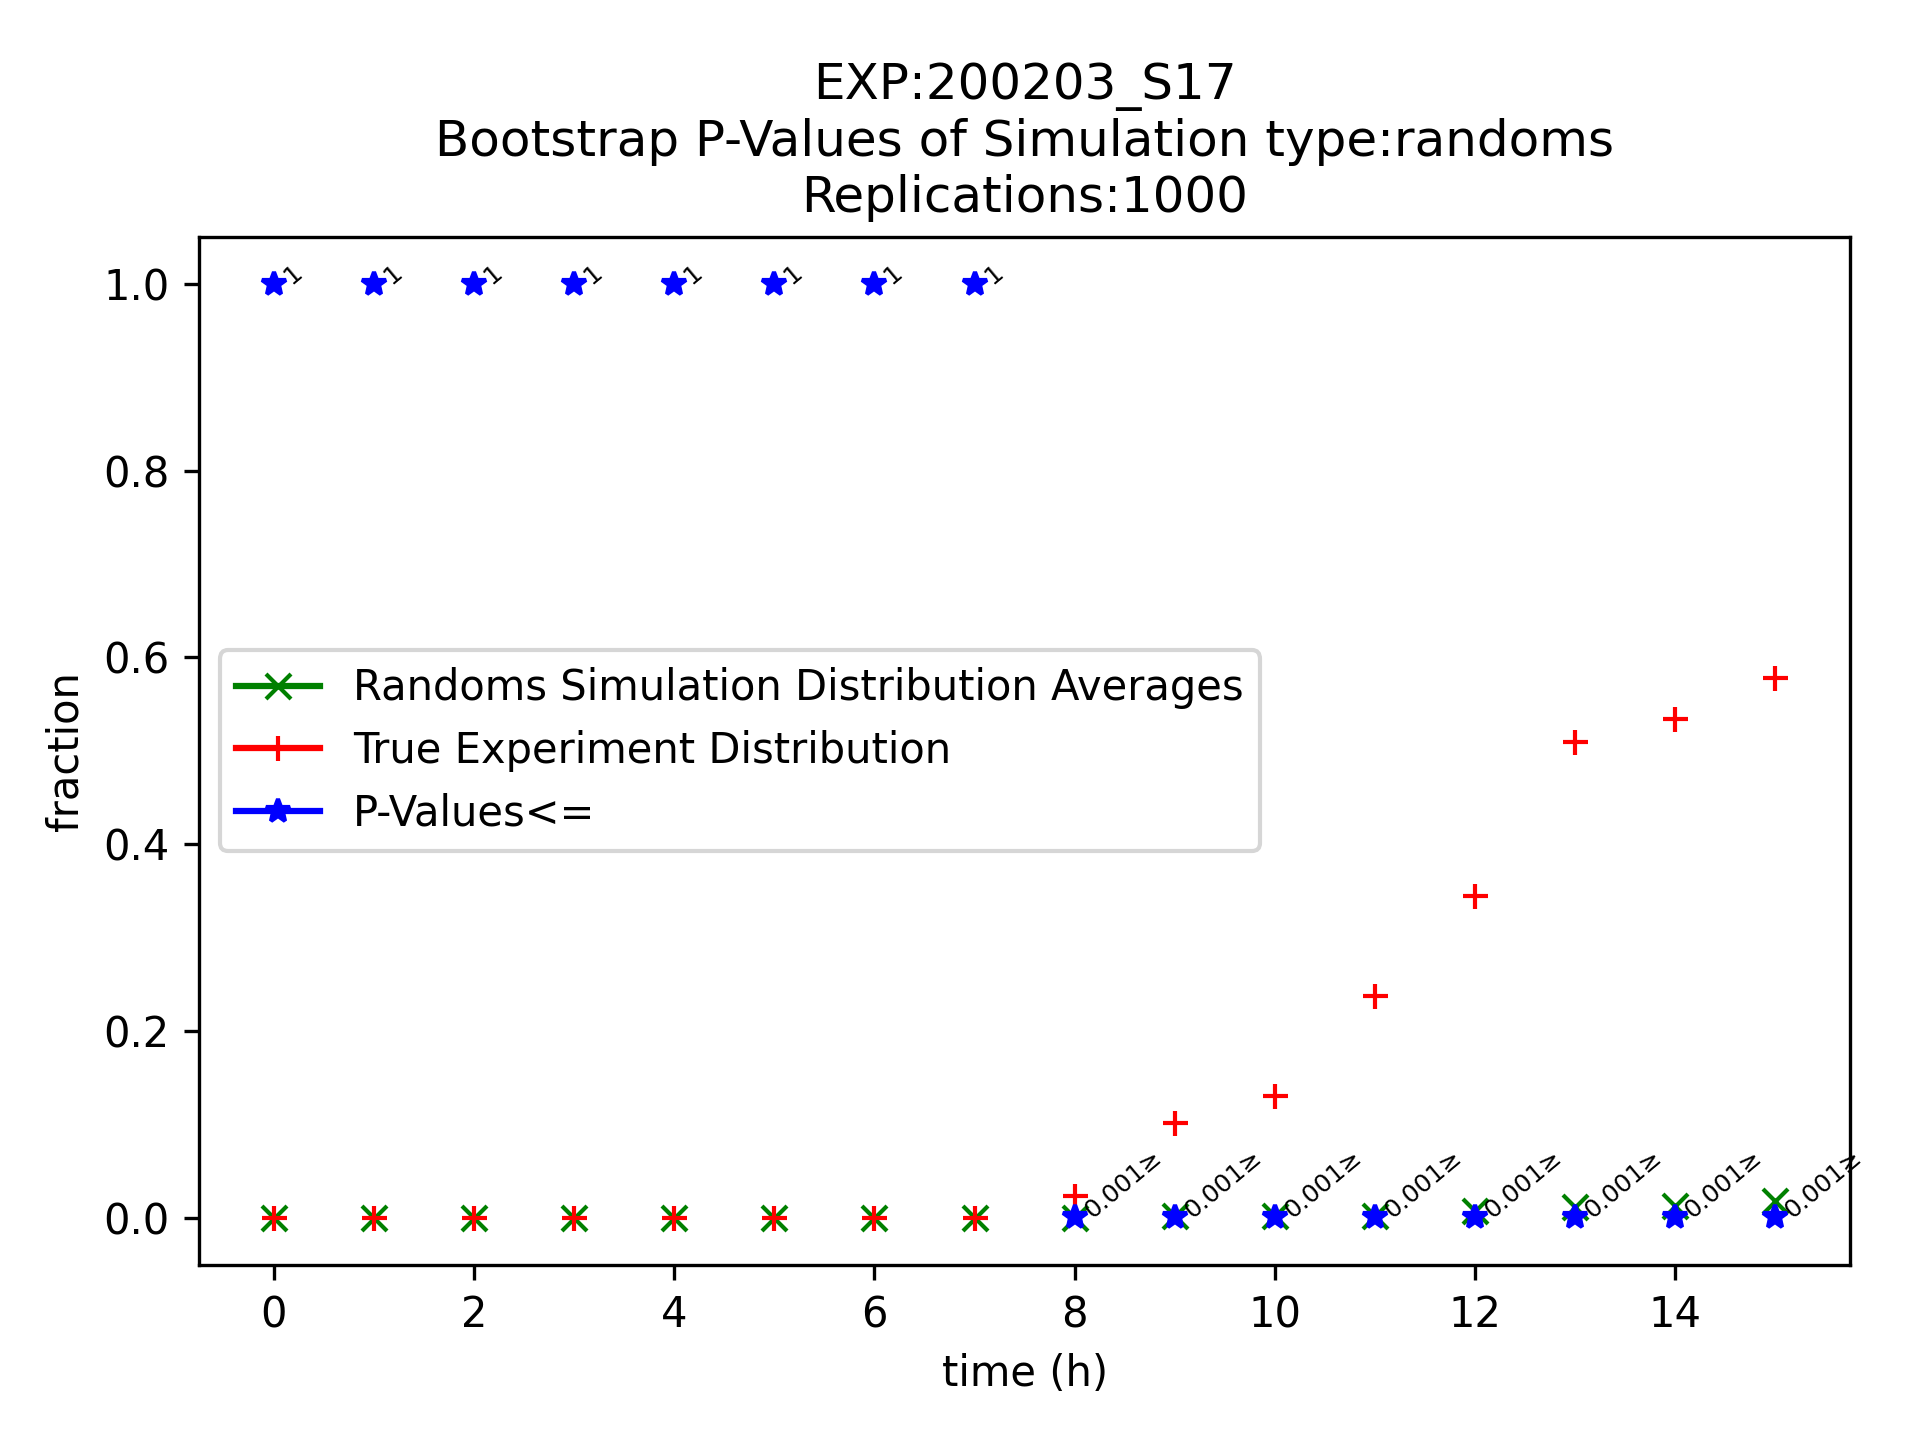 EXP:200203_S17
Bootstrap P-Values of Simulation type:randoms
Replications:1000
1 1 1 1 1 1 1 1
1.0
0.8
0.6
0.4
0.2
0.0
fraction
Randoms Simulation Distribution Averages
True Experiment Distribution
P-Values<=
0.001≥ 0.001≥ 0.001≥ 0.001≥ 0.001≥ 0.001≥ 0.001≥ 0.001≥
0 2 4 6 8 10 12 14
time (h)